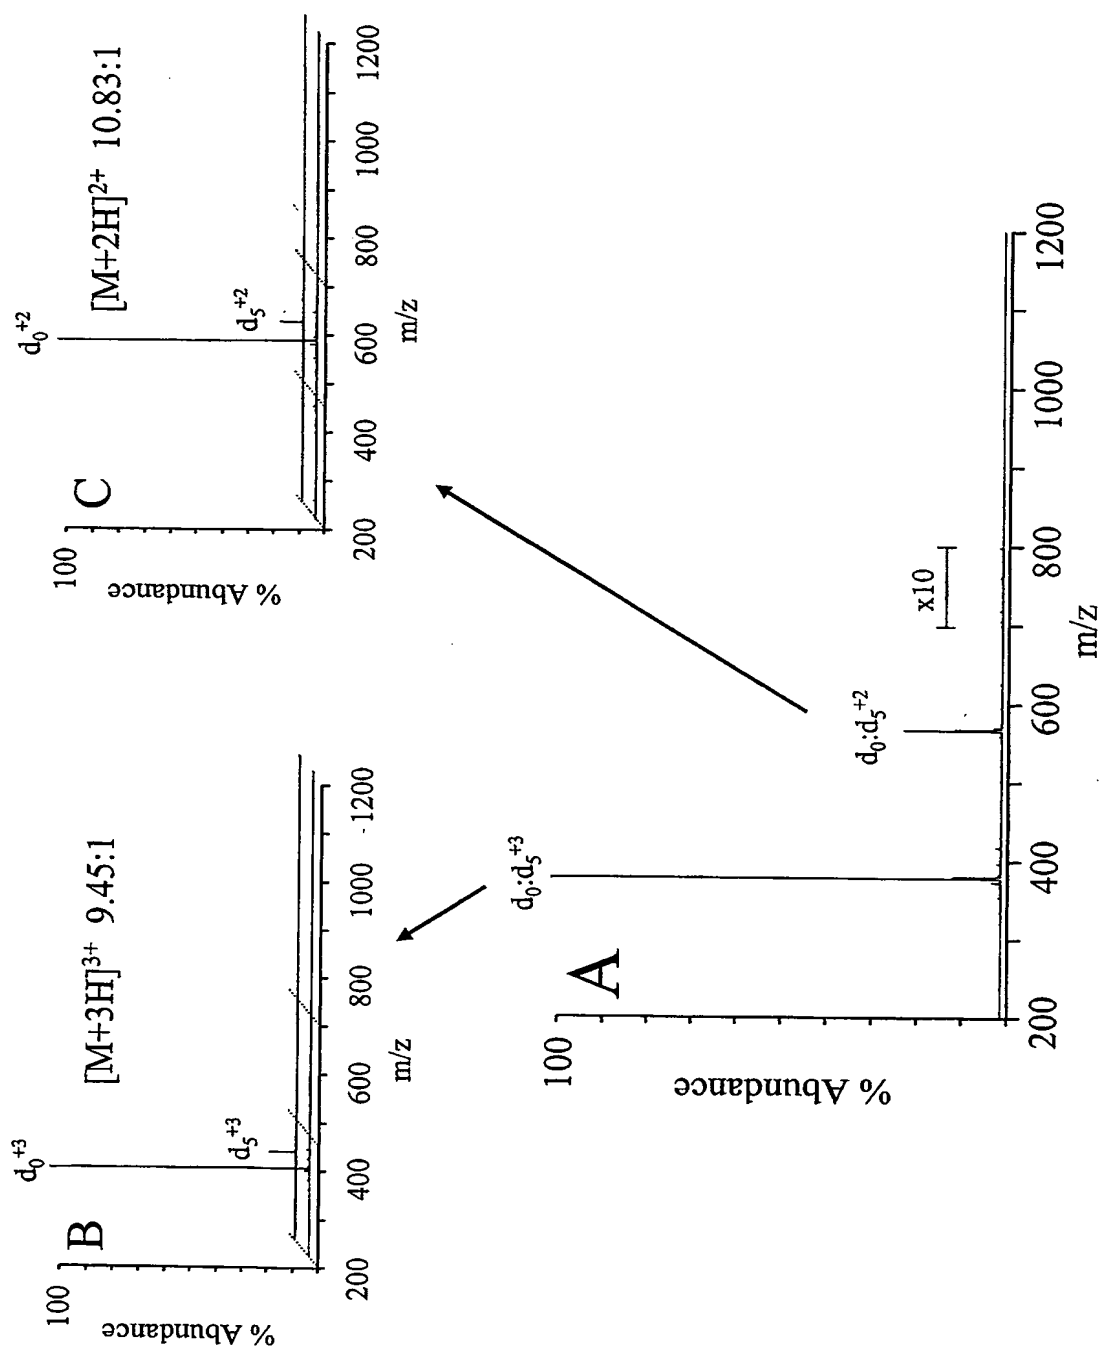 B
[M+3H]³⁺ 9.45:1
d₀⁺³
d₅⁺³
100
% Abundance
200
400
600
800
1000
1200
m/z
C
[M+2H]²⁺ 10.83:1
d₀⁺²
d₅⁺²
100
% Abundance
200
400
600
800
1000
1200
m/z
A
d₀:d₅⁺³
d₀:d₅⁺²
x10
100
% Abundance
200
400
600
800
1000
1200
m/z